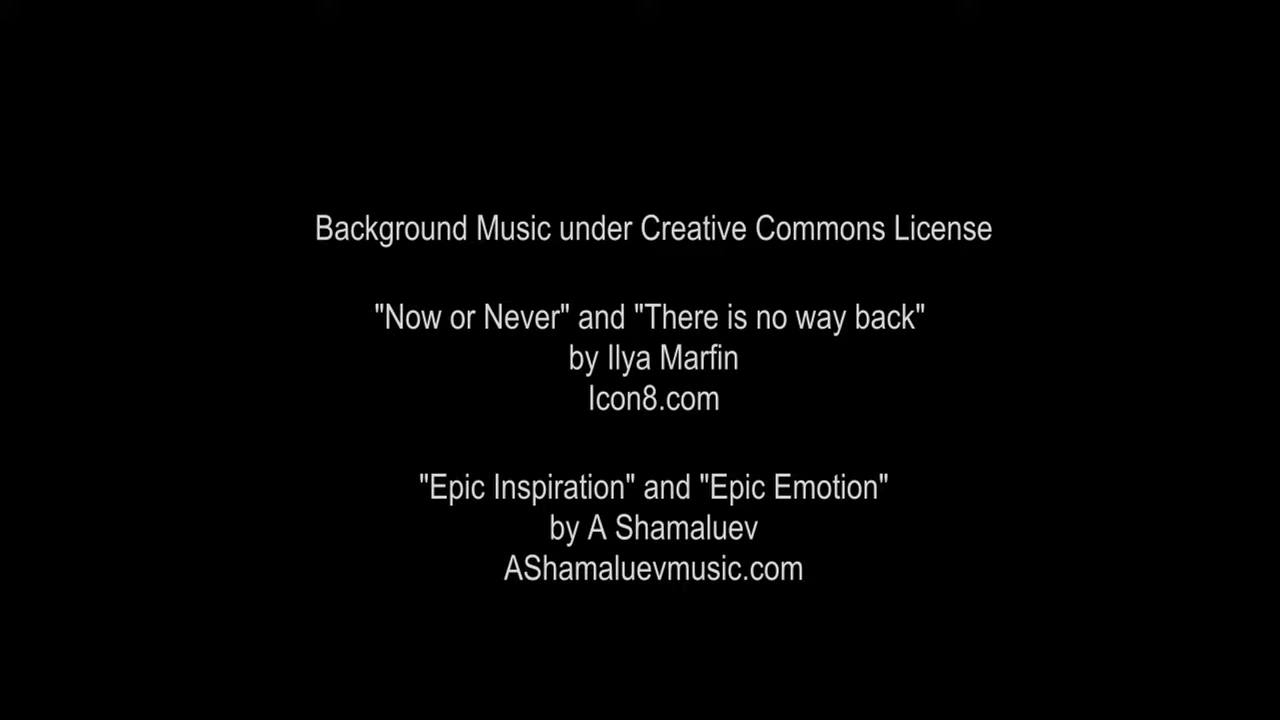 Background Music under Creative Commons License
"Now or Never" and "There is no way back"
by Ilya Marfin
Icon8.com
"Epic Inspiration" and "Epic Emotion"
by A Shamaluev
AShamaluevmusic.com